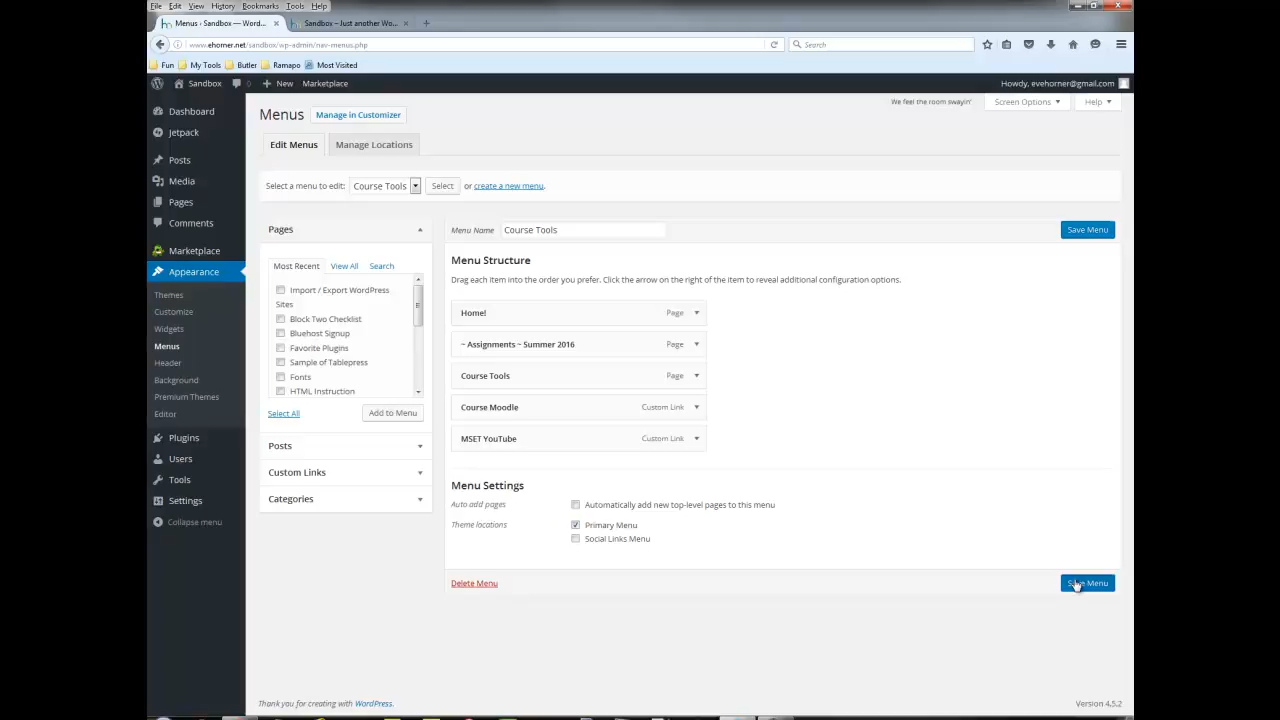 File Edit View History Bookmarks Tools Help
Menus ‹ Sandbox — Word... × Sandbox – Just another Wo... × +
www.ehorner.net/sandbox/wp-admin/nav-menus.php Search
Fun My Tools Butler Ramapo Most Visited
Sandbox 0 + New Marketplace Howdy, evehorner@gmail.com
We feel the room swayin' Screen Options Help
Dashboard
Jetpack
Posts
Media
Pages
Comments
Marketplace
Appearance
Themes
Customize
Widgets
Menus
Header
Background
Premium Themes
Editor
Plugins
Users
Tools
Settings
Collapse menu
Menus Manage in Customizer
Edit Menus Manage Locations
Select a menu to edit: Course Tools Select or create a new menu.
Pages
Most Recent View All Search
Import / Export WordPress
Sites
Block Two Checklist
Bluehost Signup
Favorite Plugins
Sample of Tablepress
Fonts
HTML Instruction
Select All Add to Menu
Posts
Custom Links
Categories
Menu Name Course Tools Save Menu
Menu Structure
Drag each item into the order you prefer. Click the arrow on the right of the item to reveal additional configuration options.
Home! Page
~ Assignments ~ Summer 2016 Page
Course Tools Page
Course Moodle Custom Link
MSET YouTube Custom Link
Menu Settings
Auto add pages Automatically add new top-level pages to this menu
Theme locations Primary Menu
Social Links Menu
Delete Menu Save Menu
Thank you for creating with WordPress. Version 4.5.2